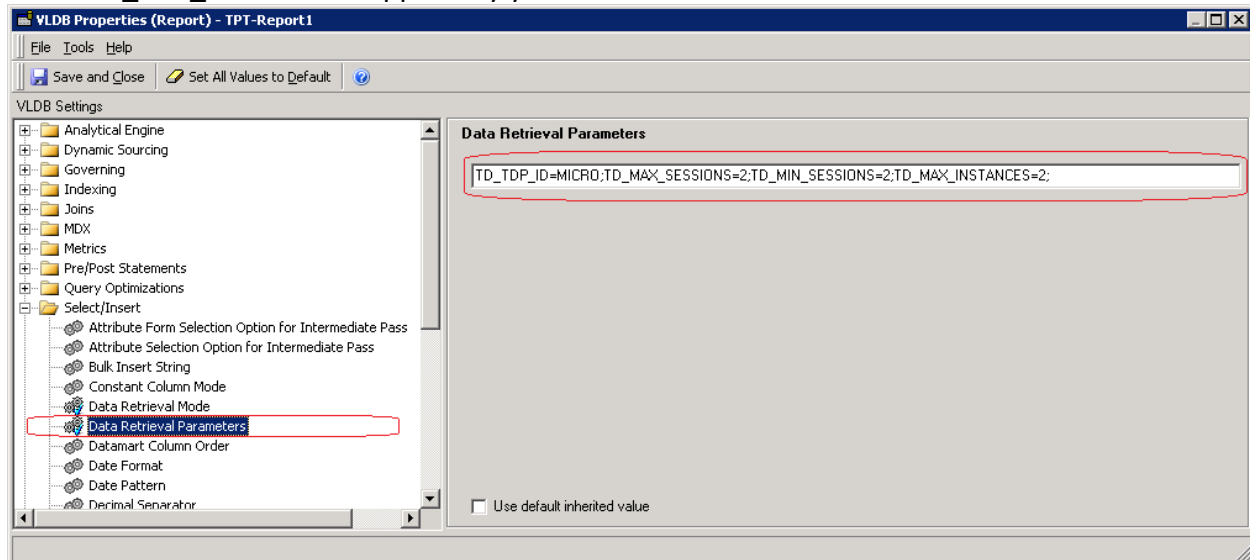 VLDB Properties (Report) - TPT-Report1
File Tools Help
Save and Close Set All Values to Default
VLDB Settings
Analytical Engine
Dynamic Sourcing
Governing
Indexing
Joins
MDX
Metrics
Pre/Post Statements
Query Optimizations
Select/Insert
Attribute Form Selection Option for Intermediate Pass
Attribute Selection Option for Intermediate Pass
Bulk Insert String
Constant Column Mode
Data Retrieval Mode
Data Retrieval Parameters
Datamart Column Order
Date Format
Date Pattern
Decimal Separator
Data Retrieval Parameters
TD_TDP_ID=MICRO;TD_MAX_SESSIONS=2;TD_MIN_SESSIONS=2;TD_MAX_INSTANCES=2;
Use default inherited value